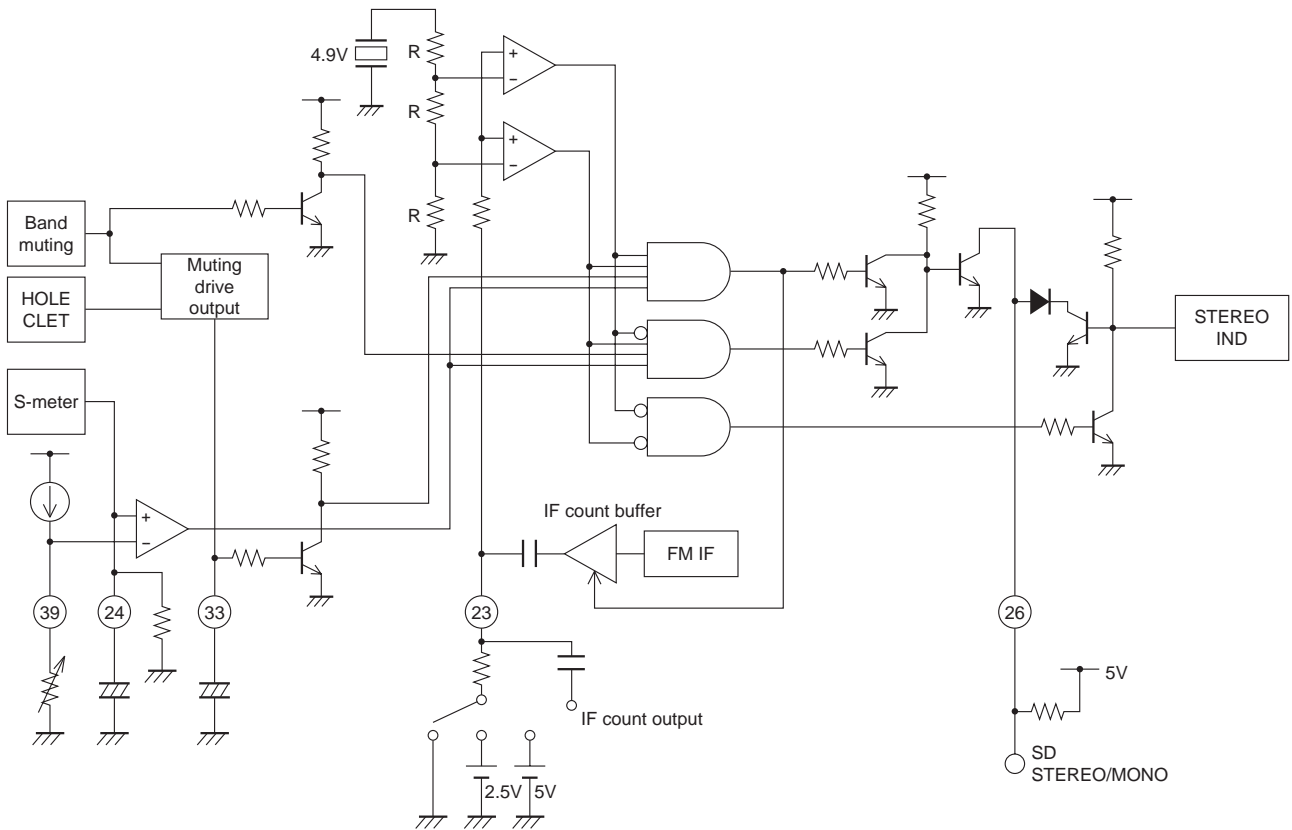 4.9V
R
R
R
+
−
+
−
Band
muting
Muting
drive
output
HOLE
CLET
S-meter
+
−
STEREO
IND
IF count buffer
FM IF
39
24
33
23
26
5V
IF count output
SD
STEREO/MONO
2.5V
5V